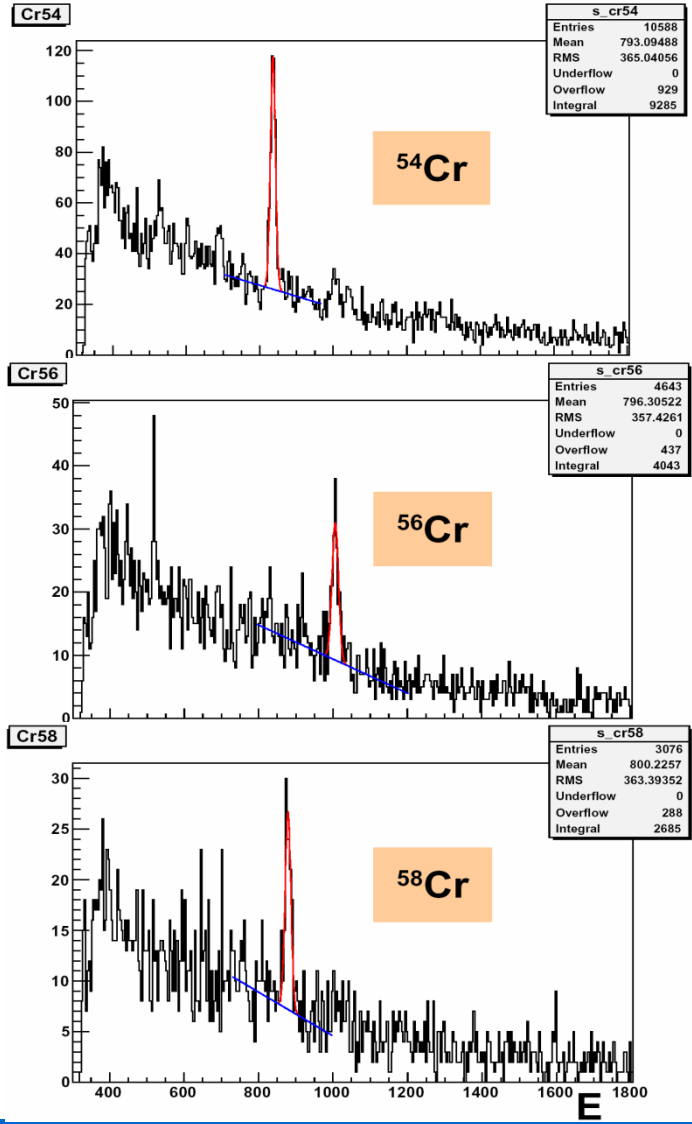 Cr54
s_cr54
Entries 10588
Mean 793.09488
RMS 365.04056
Underflow 0
Overflow 929
Integral 9285
120
100
80
60
40
20
0
⁵⁴Cr
Cr56
s_cr56
Entries 4643
Mean 796.30522
RMS 357.4261
Underflow 0
Overflow 437
Integral 4043
50
40
30
20
10
0
⁵⁶Cr
Cr58
s_cr58
Entries 3076
Mean 800.2257
RMS 363.39352
Underflow 0
Overflow 288
Integral 2685
30
25
20
15
10
5
0
⁵⁸Cr
400 600 800 1000 1200 1400 1600 1800
E